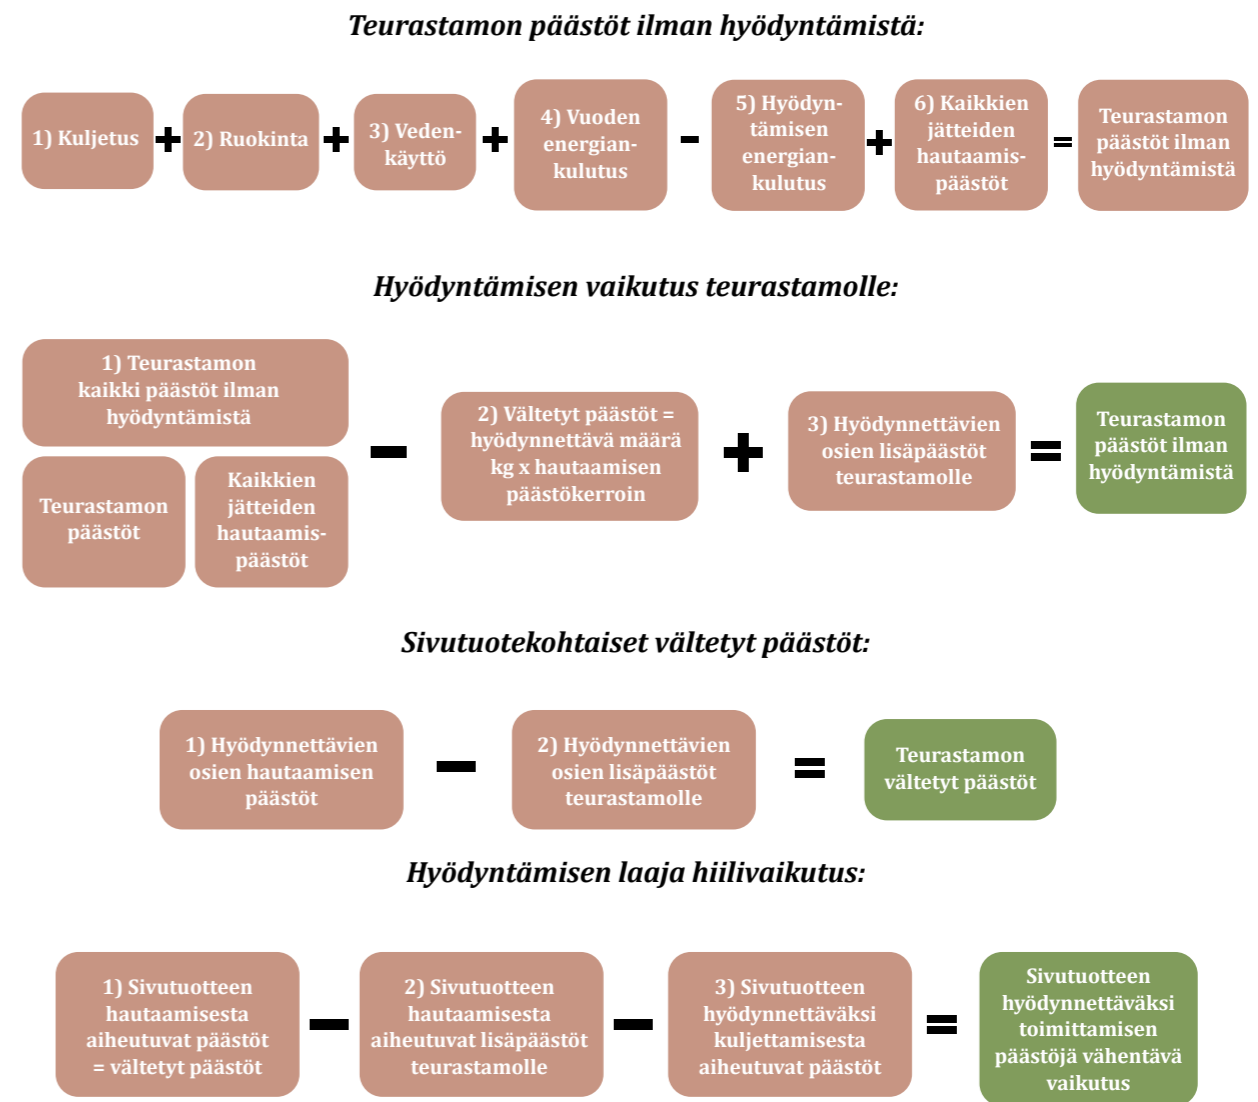 Teurastamon päästöt ilman hyödyntämistä:
1) Kuljetus
+
2) Ruokinta
+
3) Veden-
käyttö
+
4) Vuoden
energian-
kulutus
-
5) Hyödyn-
tämisen
energian-
kulutus
+
6) Kaikkien
jätteiden
hautaamis-
päästöt
=
Teurastamon
päästöt ilman
hyödyntämistä
Hyödyntämisen vaikutus teurastamolle:
1) Teurastamon
kaikki päästöt ilman
hyödyntämistä
Teurastamon
päästöt
Kaikkien
jätteiden
hautaamis-
päästöt
-
2) Vältetyt päästöt =
hyödynnettävä määrä
kg x hautaamisen
päästökerroin
+
3) Hyödynnettävien
osien lisäpäästöt
teurastamolle
=
Teurastamon
päästöt ilman
hyödyntämistä
Sivutuotekohtaiset vältetyt päästöt:
1) Hyödynnettävien
osien hautaamisen
päästöt
-
2) Hyödynnettävien
osien lisäpäästöt
teurastamolle
=
Teurastamon
vältetyt päästöt
Hyödyntämisen laaja hiilivaikutus:
1) Sivutuotteen
hautaamisesta
aiheutuvat päästöt
= vältetyt päästöt
-
2) Sivutuotteen
hautaamisesta
aiheutuvat lisäpäästöt
teurastamolle
-
3) Sivutuotteen
hyödynnettäväksi
kuljettamisesta
aiheutuvat päästöt
=
Sivutuotteen
hyödynnettäväksi
toimittamisen
päästöjä vähentävä
vaikutus